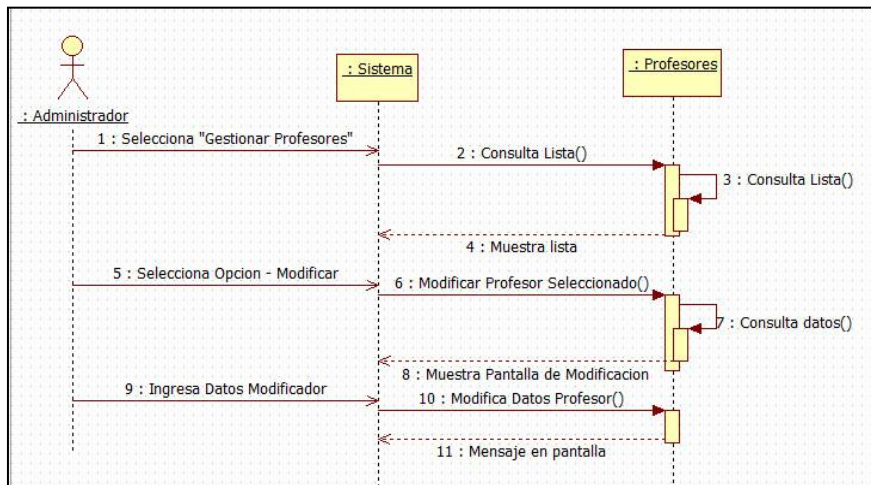 : Sistema
: Profesores
: Administrador
1 : Selecciona "Gestionar Profesores"
2 : Consulta Lista()
3 : Consulta Lista()
4 : Muestra lista
5 : Selecciona Opcion - Modificar
6 : Modificar Profesor Seleccionado()
7 : Consulta datos()
8 : Muestra Pantalla de Modificacion
9 : Ingresa Datos Modificador
10 : Modifica Datos Profesor()
11 : Mensaje en pantalla